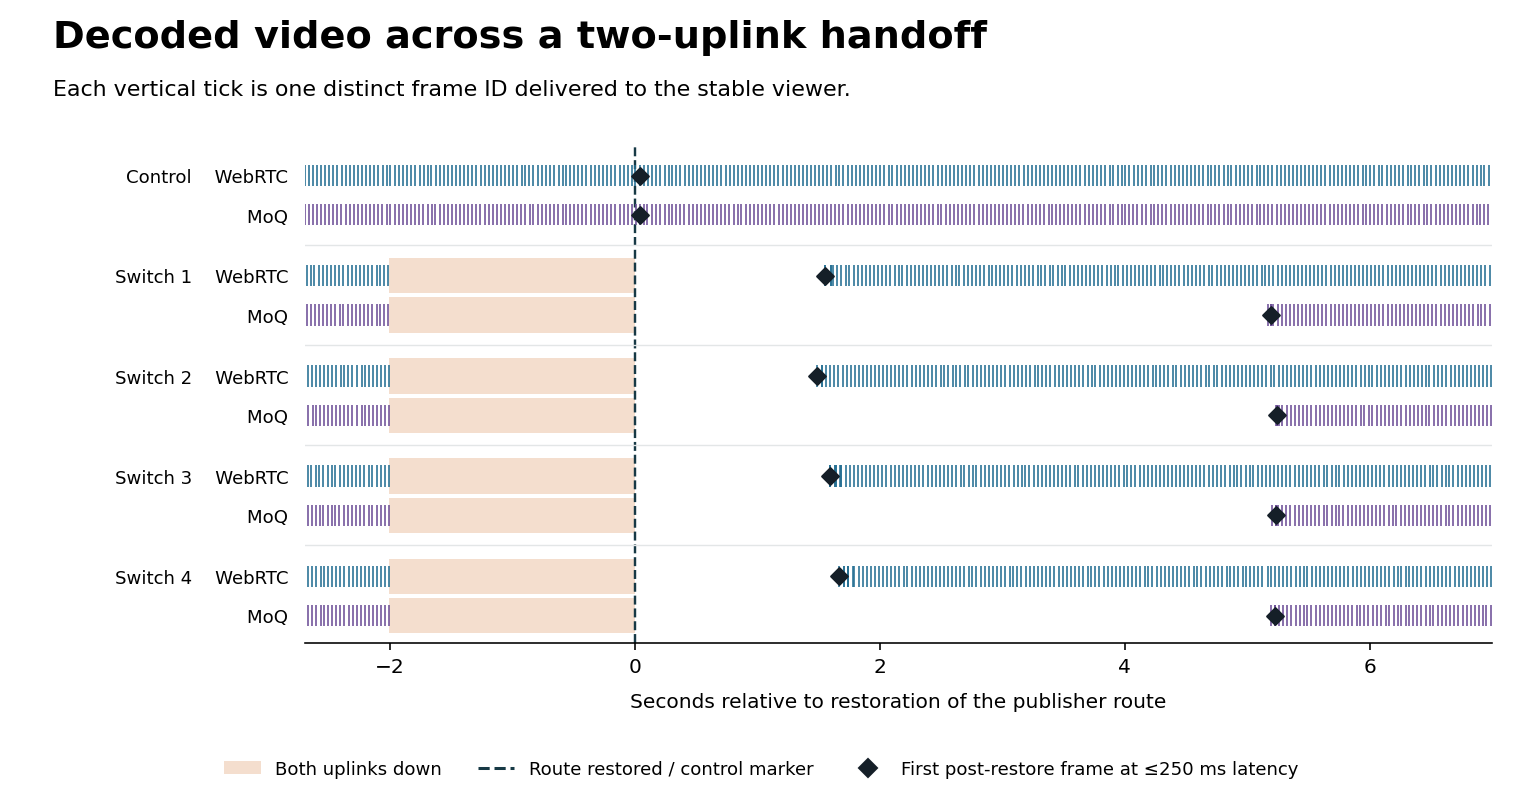 Decoded video across a two-uplink handoff
Each vertical tick is one distinct frame ID delivered to the stable viewer.
Control WebRTC
MoQ
Switch 1 WebRTC
MoQ
Switch 2 WebRTC
MoQ
Switch 3 WebRTC
MoQ
Switch 4 WebRTC
MoQ
−2 0 2 4 6
Seconds relative to restoration of the publisher route
Both uplinks down Route restored / control marker First post-restore frame at ≤250 ms latency